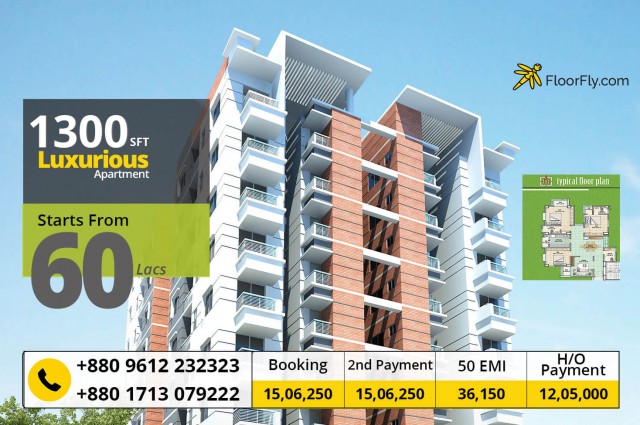 FloorFly.com
1300 SFT
Luxurious
Apartment
Starts From
60 Lacs
typical floor plan
+880 9612 232323
+880 1713 079222
Booking
15,06,250
2nd Payment
15,06,250
50 EMI
36,150
H/O
Payment
12,05,000